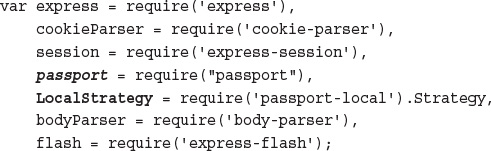 var express = require('express'),
    cookieParser = require('cookie-parser'),
    session = require('express-session'),
    passport = require("passport"),
    LocalStrategy = require('passport-local').Strategy,
    bodyParser = require('body-parser'),
    flash = require('express-flash');